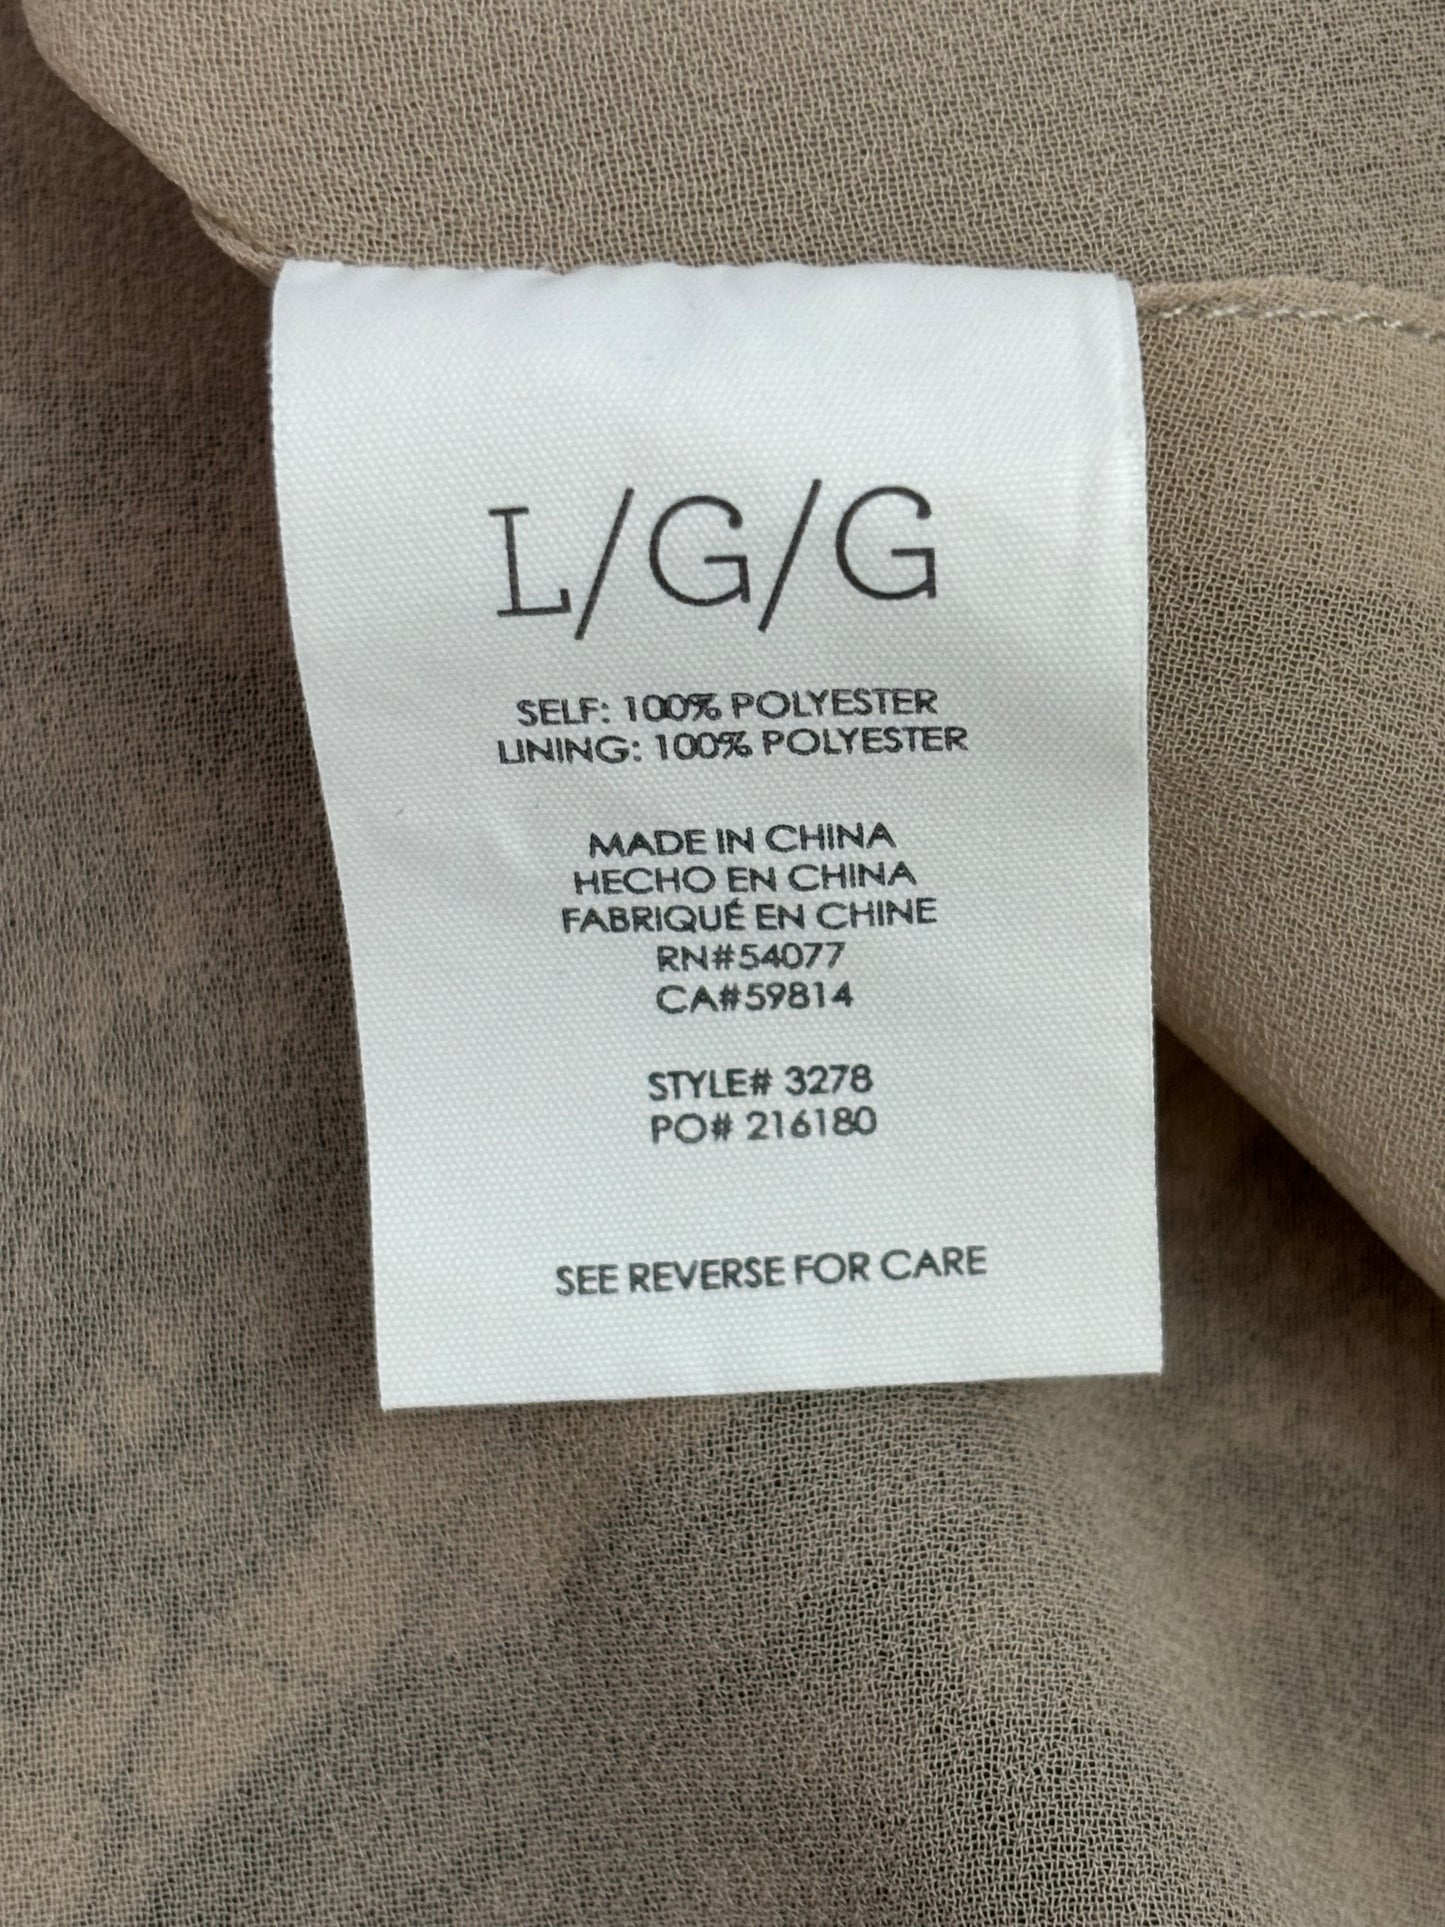 L/G/G
SELF: 100% POLYESTER
LINING: 100% POLYESTER
MADE IN CHINA
HECHO EN CHINA
FABRIQUÉ EN CHINE
RN#54077
CA#59814
STYLE# 3278
PO# 216180
SEE REVERSE FOR CARE